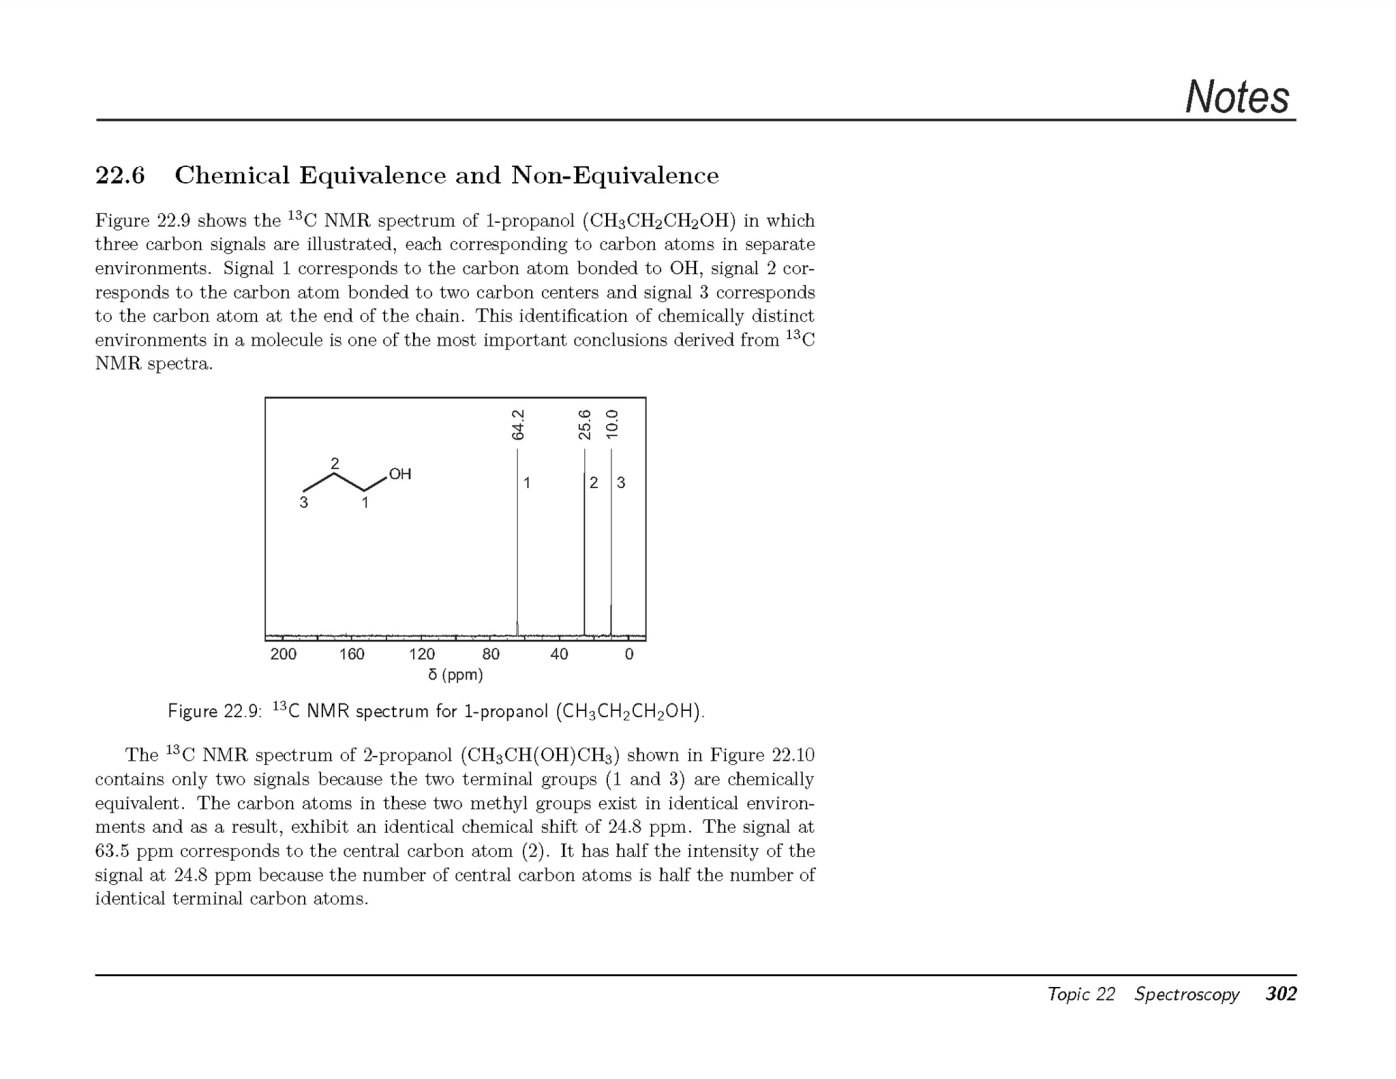 Notes
22.6 Chemical Equivalence and Non-Equivalence
Figure 22.9 shows the ¹³C NMR spectrum of 1-propanol (CH₃CH₂CH₂OH) in which
three carbon signals are illustrated, each corresponding to carbon atoms in separate
environments. Signal 1 corresponds to the carbon atom bonded to OH, signal 2 cor-
responds to the carbon atom bonded to two carbon centers and signal 3 corresponds
to the carbon atom at the end of the chain. This identification of chemically distinct
environments in a molecule is one of the most important conclusions derived from ¹³C
NMR spectra.
64.2 25.6 10.0
2
OH
3 1
1 2 3
200 160 120 80 40 0
δ (ppm)
Figure 22.9: ¹³C NMR spectrum for 1-propanol (CH₃CH₂CH₂OH).
The ¹³C NMR spectrum of 2-propanol (CH₃CH(OH)CH₃) shown in Figure 22.10
contains only two signals because the two terminal groups (1 and 3) are chemically
equivalent. The carbon atoms in these two methyl groups exist in identical environ-
ments and as a result, exhibit an identical chemical shift of 24.8 ppm. The signal at
63.5 ppm corresponds to the central carbon atom (2). It has half the intensity of the
signal at 24.8 ppm because the number of central carbon atoms is half the number of
identical terminal carbon atoms.
Topic 22 Spectroscopy 302